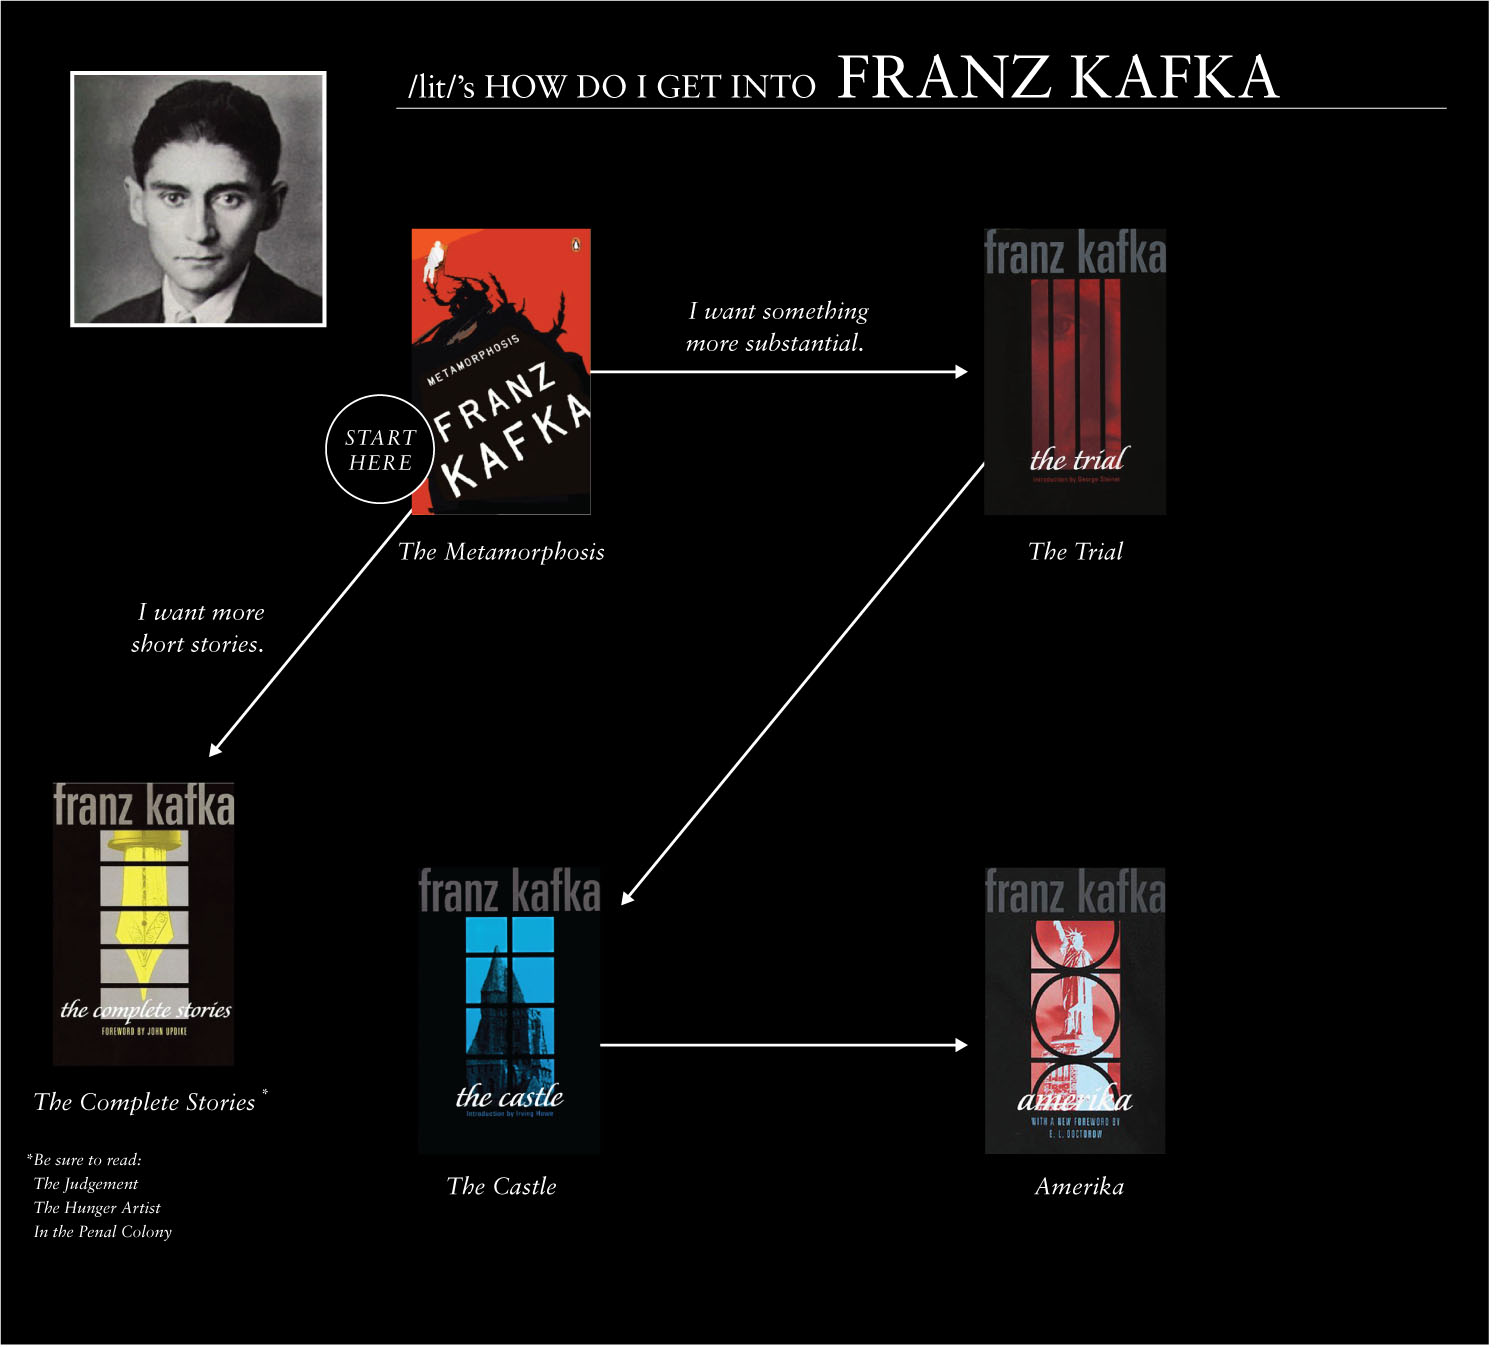 /lit/’s HOW DO I GET INTO FRANZ KAFKA
METAMORPHOSIS
FRANZ
KAFKA
START
HERE
The Metamorphosis
I want something
more substantial.
franz kafka
the trial
Introduction by George Steiner
The Trial
I want more
short stories.
franz kafka
the complete stories
FOREWORD BY JOHN UPDIKE
The Complete Stories *
*Be sure to read:
The Judgement
The Hunger Artist
In the Penal Colony
franz kafka
the castle
Introduction by Irving Howe
The Castle
franz kafka
amerika
WITH A NEW FOREWORD BY
E. L. DOCTOROW
Amerika